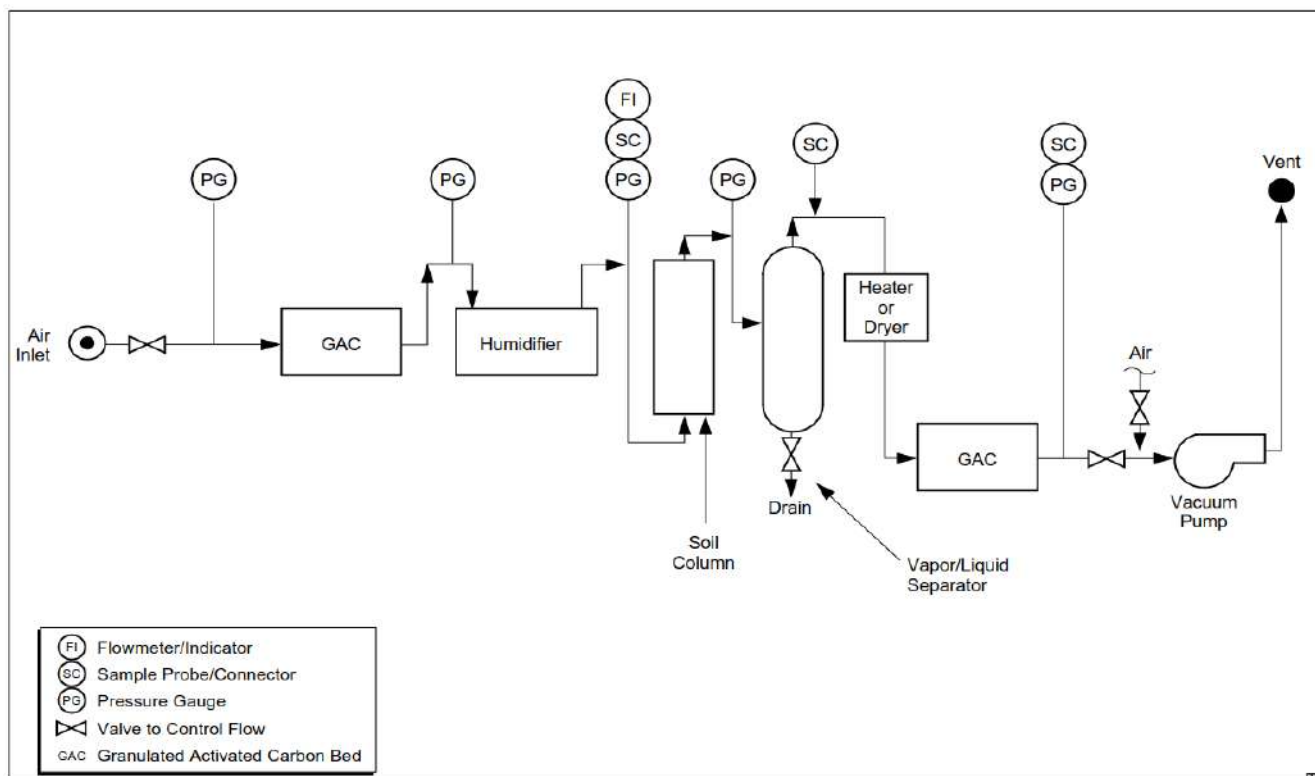 FI
SC
PG
SC
SC
PG
Vent
PG
PG
PG
Air
Inlet
GAC
Humidifier
Heater
or
Dryer
Air
GAC
Vacuum
Pump
Drain
Soil
Column
Vapor/Liquid
Separator
FI Flowmeter/Indicator
SC Sample Probe/Connector
PG Pressure Gauge
Valve to Control Flow
GAC Granulated Activated Carbon Bed